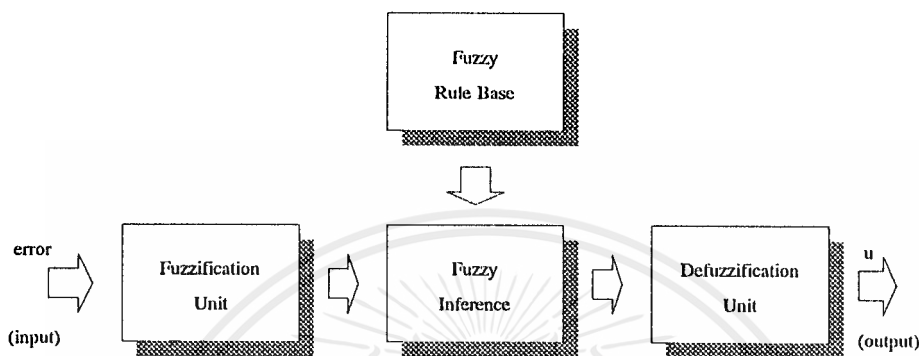 Fuzzy
Rule Base
error
(input)
Fuzzification
Unit
Fuzzy
Inference
Defuzzification
Unit
u
(output)